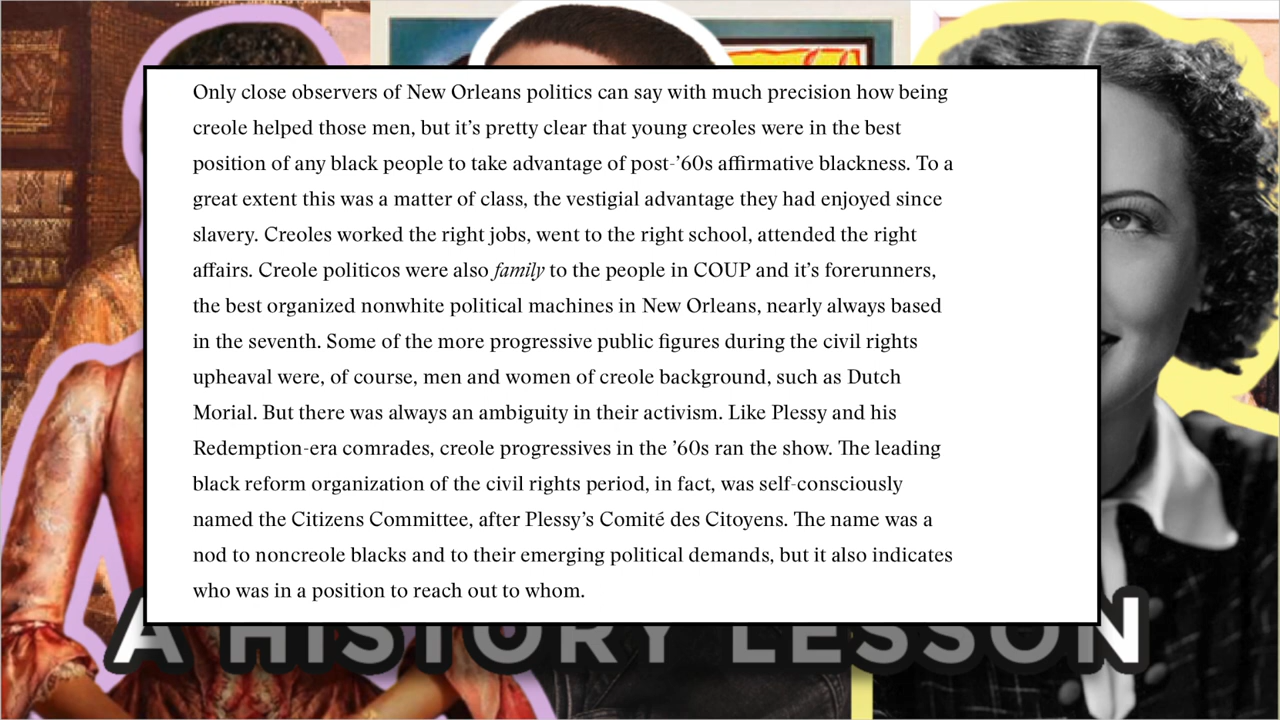 Only close observers of New Orleans politics can say with much precision how being
creole helped those men, but it’s pretty clear that young creoles were in the best
position of any black people to take advantage of post-’60s affirmative blackness. To a
great extent this was a matter of class, the vestigial advantage they had enjoyed since
slavery. Creoles worked the right jobs, went to the right school, attended the right
affairs. Creole politicos were also family to the people in COUP and it’s forerunners,
the best organized nonwhite political machines in New Orleans, nearly always based
in the seventh. Some of the more progressive public figures during the civil rights
upheaval were, of course, men and women of creole background, such as Dutch
Morial. But there was always an ambiguity in their activism. Like Plessy and his
Redemption-era comrades, creole progressives in the ’60s ran the show. The leading
black reform organization of the civil rights period, in fact, was self-consciously
named the Citizens Committee, after Plessy’s Comité des Citoyens. The name was a
nod to noncreole blacks and to their emerging political demands, but it also indicates
who was in a position to reach out to whom.
A HISTORY LESSON